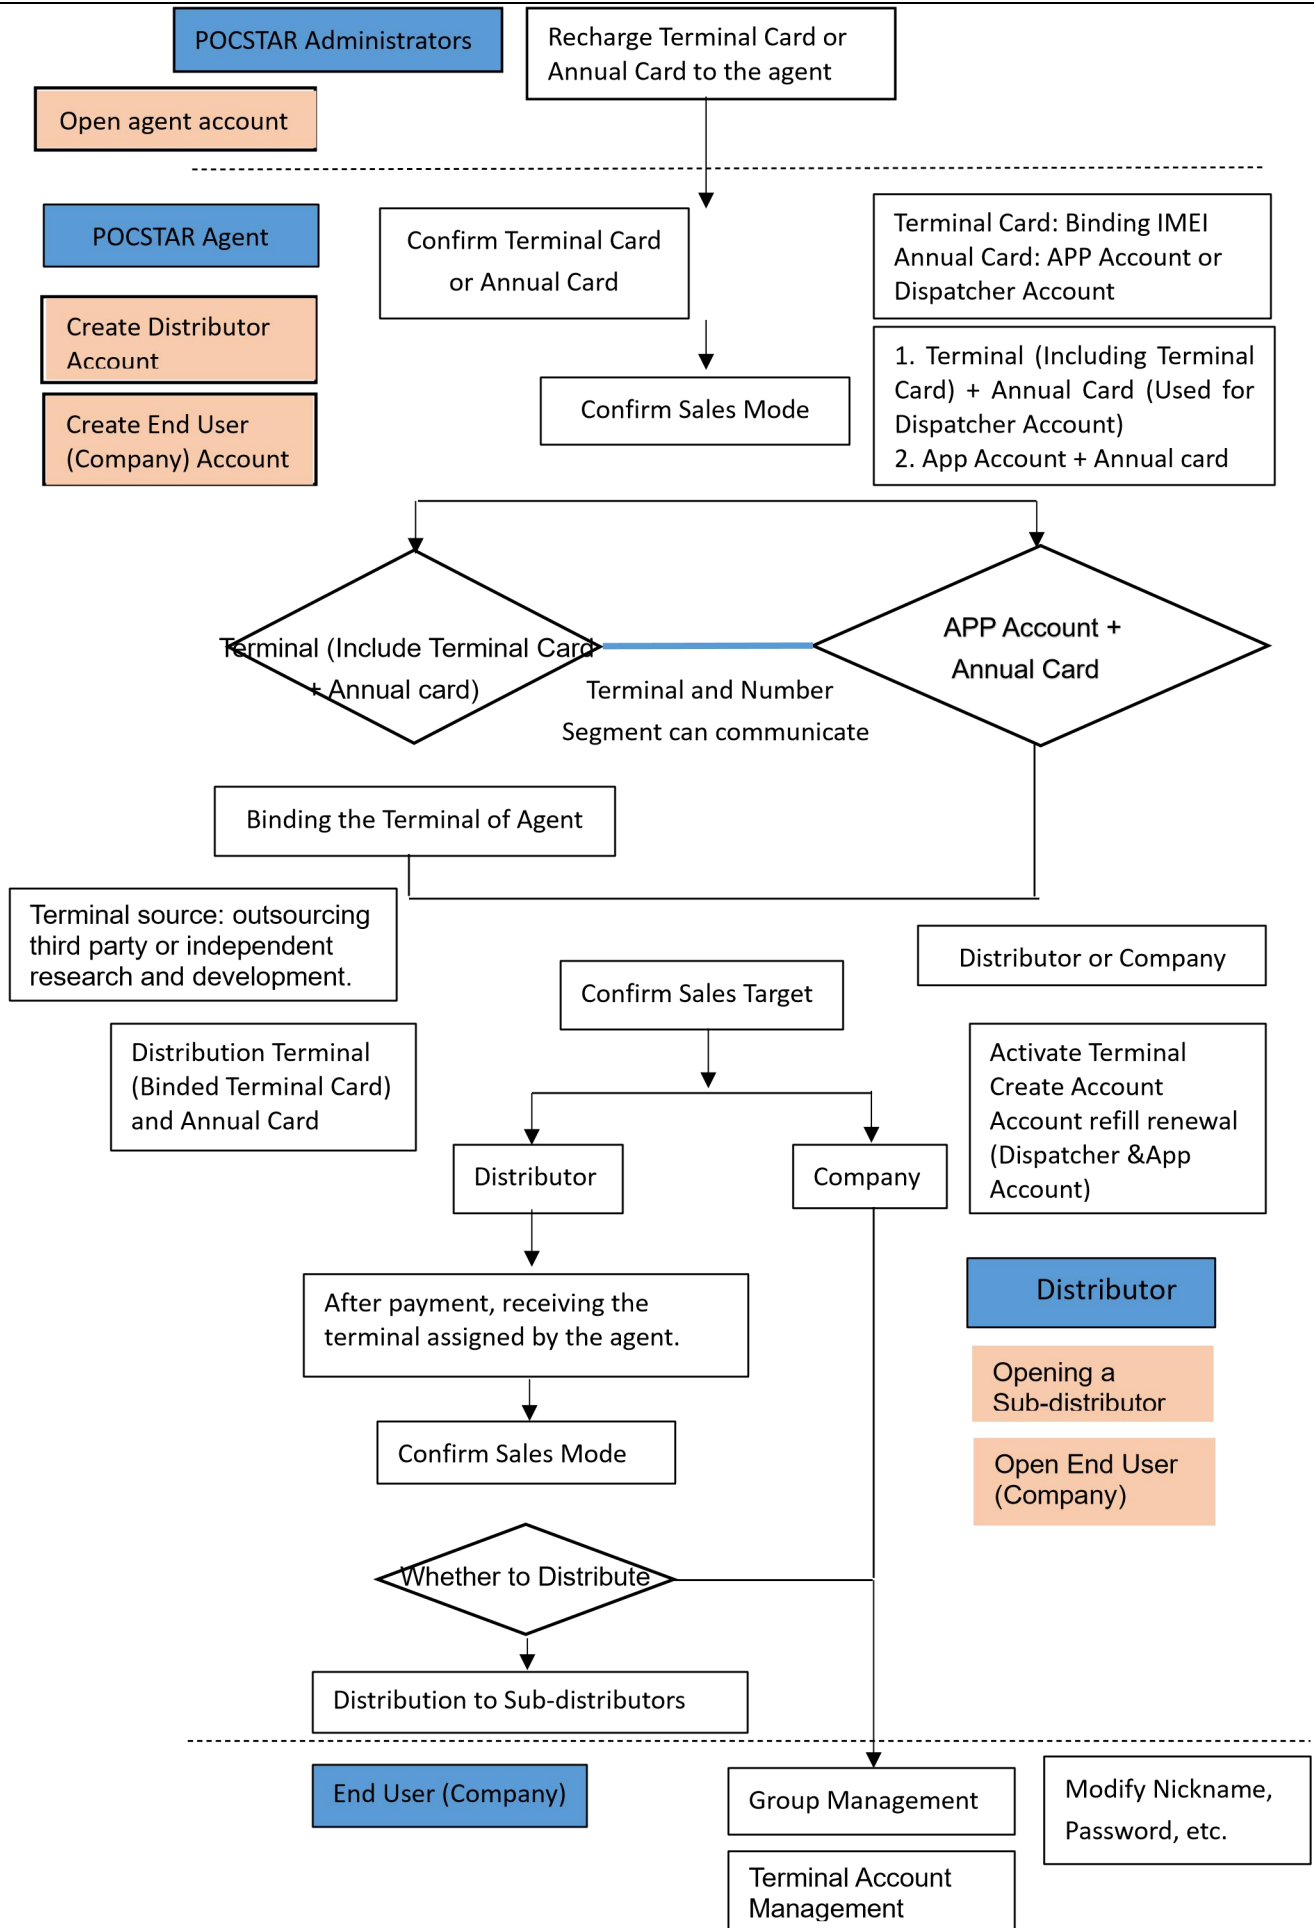 POCSTAR Administrators
Recharge Terminal Card or
Annual Card to the agent
Open agent account
POCSTAR Agent
Confirm Terminal Card
or Annual Card
Terminal Card: Binding IMEI
Annual Card: APP Account or
Dispatcher Account
Create Distributor
Account
1. Terminal (Including Terminal
Card) + Annual Card (Used for
Dispatcher Account)
2. App Account + Annual card
Confirm Sales Mode
Create End User
(Company) Account
Terminal (Include Terminal Card
+ Annual card)
APP Account +
Annual Card
Terminal and Number
Segment can communicate
Binding the Terminal of Agent
Terminal source: outsourcing
third party or independent
research and development.
Distributor or Company
Confirm Sales Target
Distribution Terminal
(Binded Terminal Card)
and Annual Card
Activate Terminal
Create Account
Account refill renewal
(Dispatcher &App
Account)
Distributor
Company
After payment, receiving the
terminal assigned by the agent.
Distributor
Opening a
Sub-distributor
Confirm Sales Mode
Open End User
(Company)
Whether to Distribute
Distribution to Sub-distributors
End User (Company)
Group Management
Modify Nickname,
Password, etc.
Terminal Account
Management